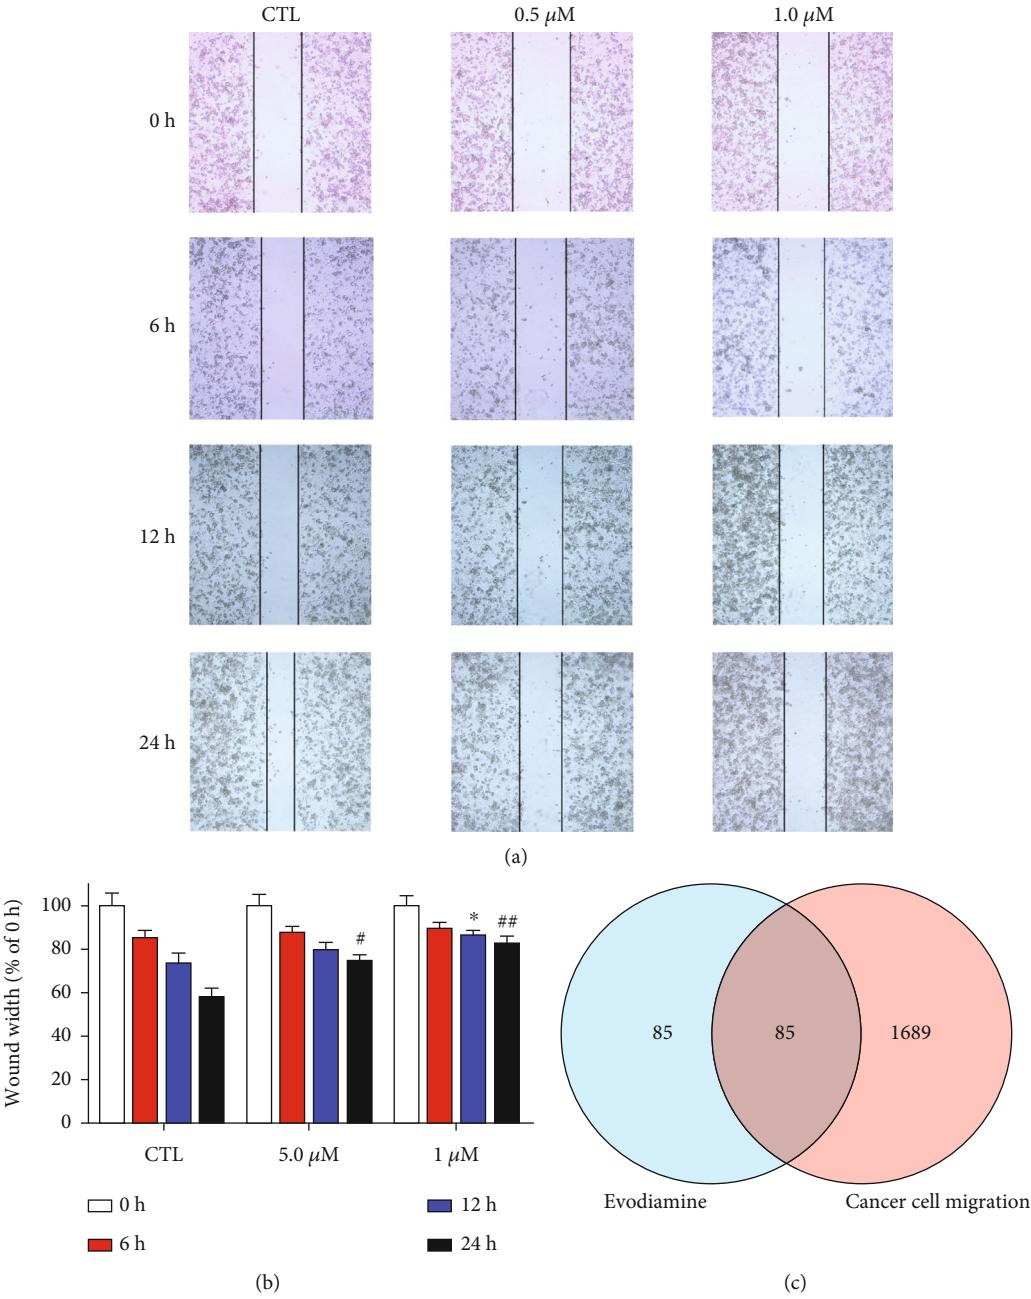 CTL 0.5 μM 1.0 μM
0 h
6 h
12 h
24 h
(a)
Wound width (% of 0 h)
100
80
60
40
20
0
#
* ##
CTL 5.0 μM 1 μM
0 h 12 h
6 h 24 h
(b)
85 85 1689
Evodiamine Cancer cell migration
(c)